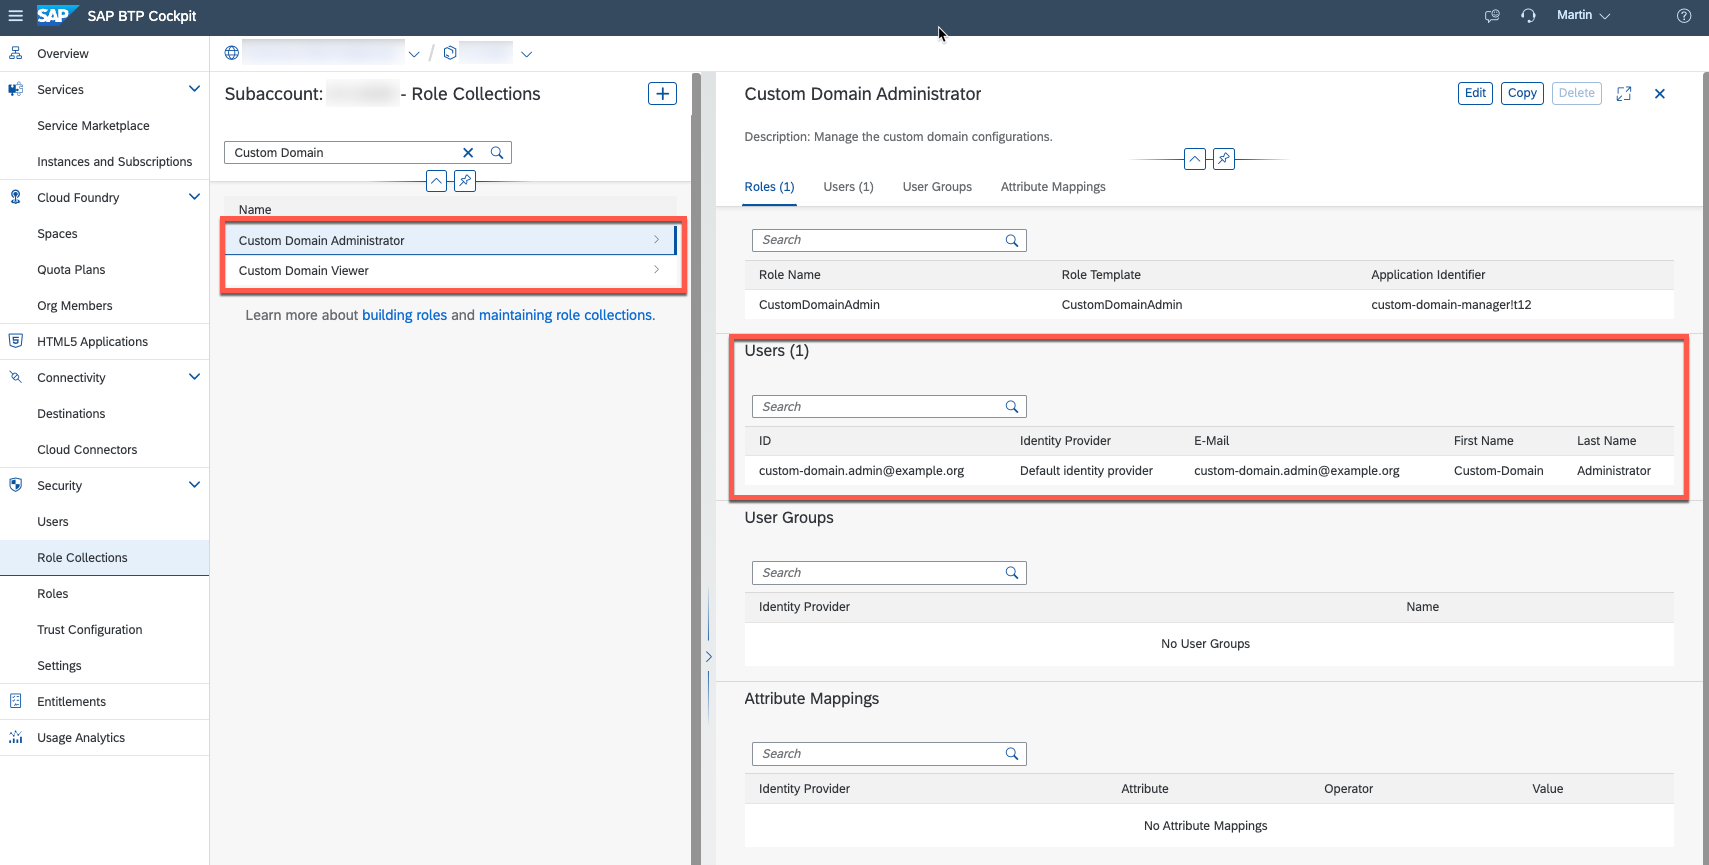 SAP SAP BTP Cockpit
Martin
Overview
Services
Service Marketplace
Instances and Subscriptions
Cloud Foundry
Spaces
Quota Plans
Org Members
HTML5 Applications
Connectivity
Destinations
Cloud Connectors
Security
Users
Role Collections
Roles
Trust Configuration
Settings
Entitlements
Usage Analytics
/
Subaccount: - Role Collections
Custom Domain
Name
Custom Domain Administrator
Custom Domain Viewer
Learn more about building roles and maintaining role collections.
Custom Domain Administrator
Edit Copy Delete
Description: Manage the custom domain configurations.
Roles (1) Users (1) User Groups Attribute Mappings
Search
Role Name Role Template Application Identifier
CustomDomainAdmin CustomDomainAdmin custom-domain-manager!t12
Users (1)
Search
ID Identity Provider E-Mail First Name Last Name
custom-domain.admin@example.org Default identity provider custom-domain.admin@example.org Custom-Domain Administrator
User Groups
Search
Identity Provider Name
No User Groups
Attribute Mappings
Search
Identity Provider Attribute Operator Value
No Attribute Mappings